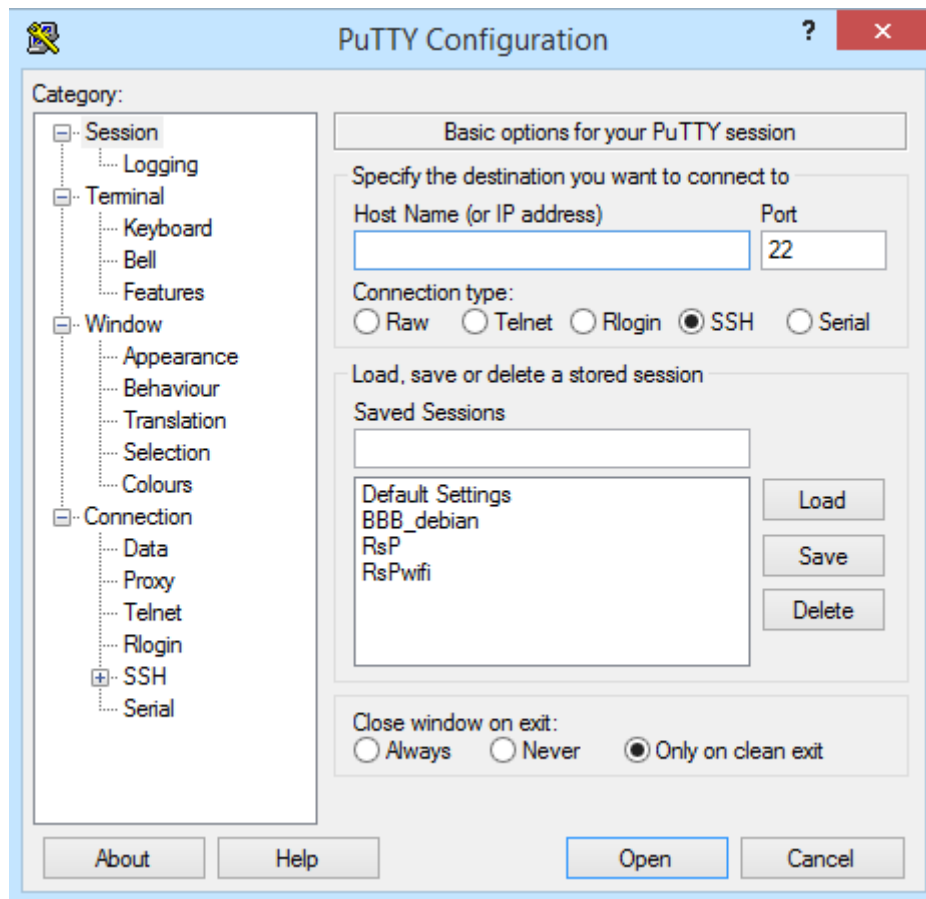 PuTTY Configuration ?
Category:
Session
Logging
Terminal
Keyboard
Bell
Features
Window
Appearance
Behaviour
Translation
Selection
Colours
Connection
Data
Proxy
Telnet
Rlogin
SSH
Serial
Basic options for your PuTTY session
Specify the destination you want to connect to
Host Name (or IP address) Port
22
Connection type:
Raw Telnet Rlogin SSH Serial
Load, save or delete a stored session
Saved Sessions
Default Settings
BBB_debian
RsP
RsPwifi
Load
Save
Delete
Close window on exit:
Always Never Only on clean exit
About Help Open Cancel